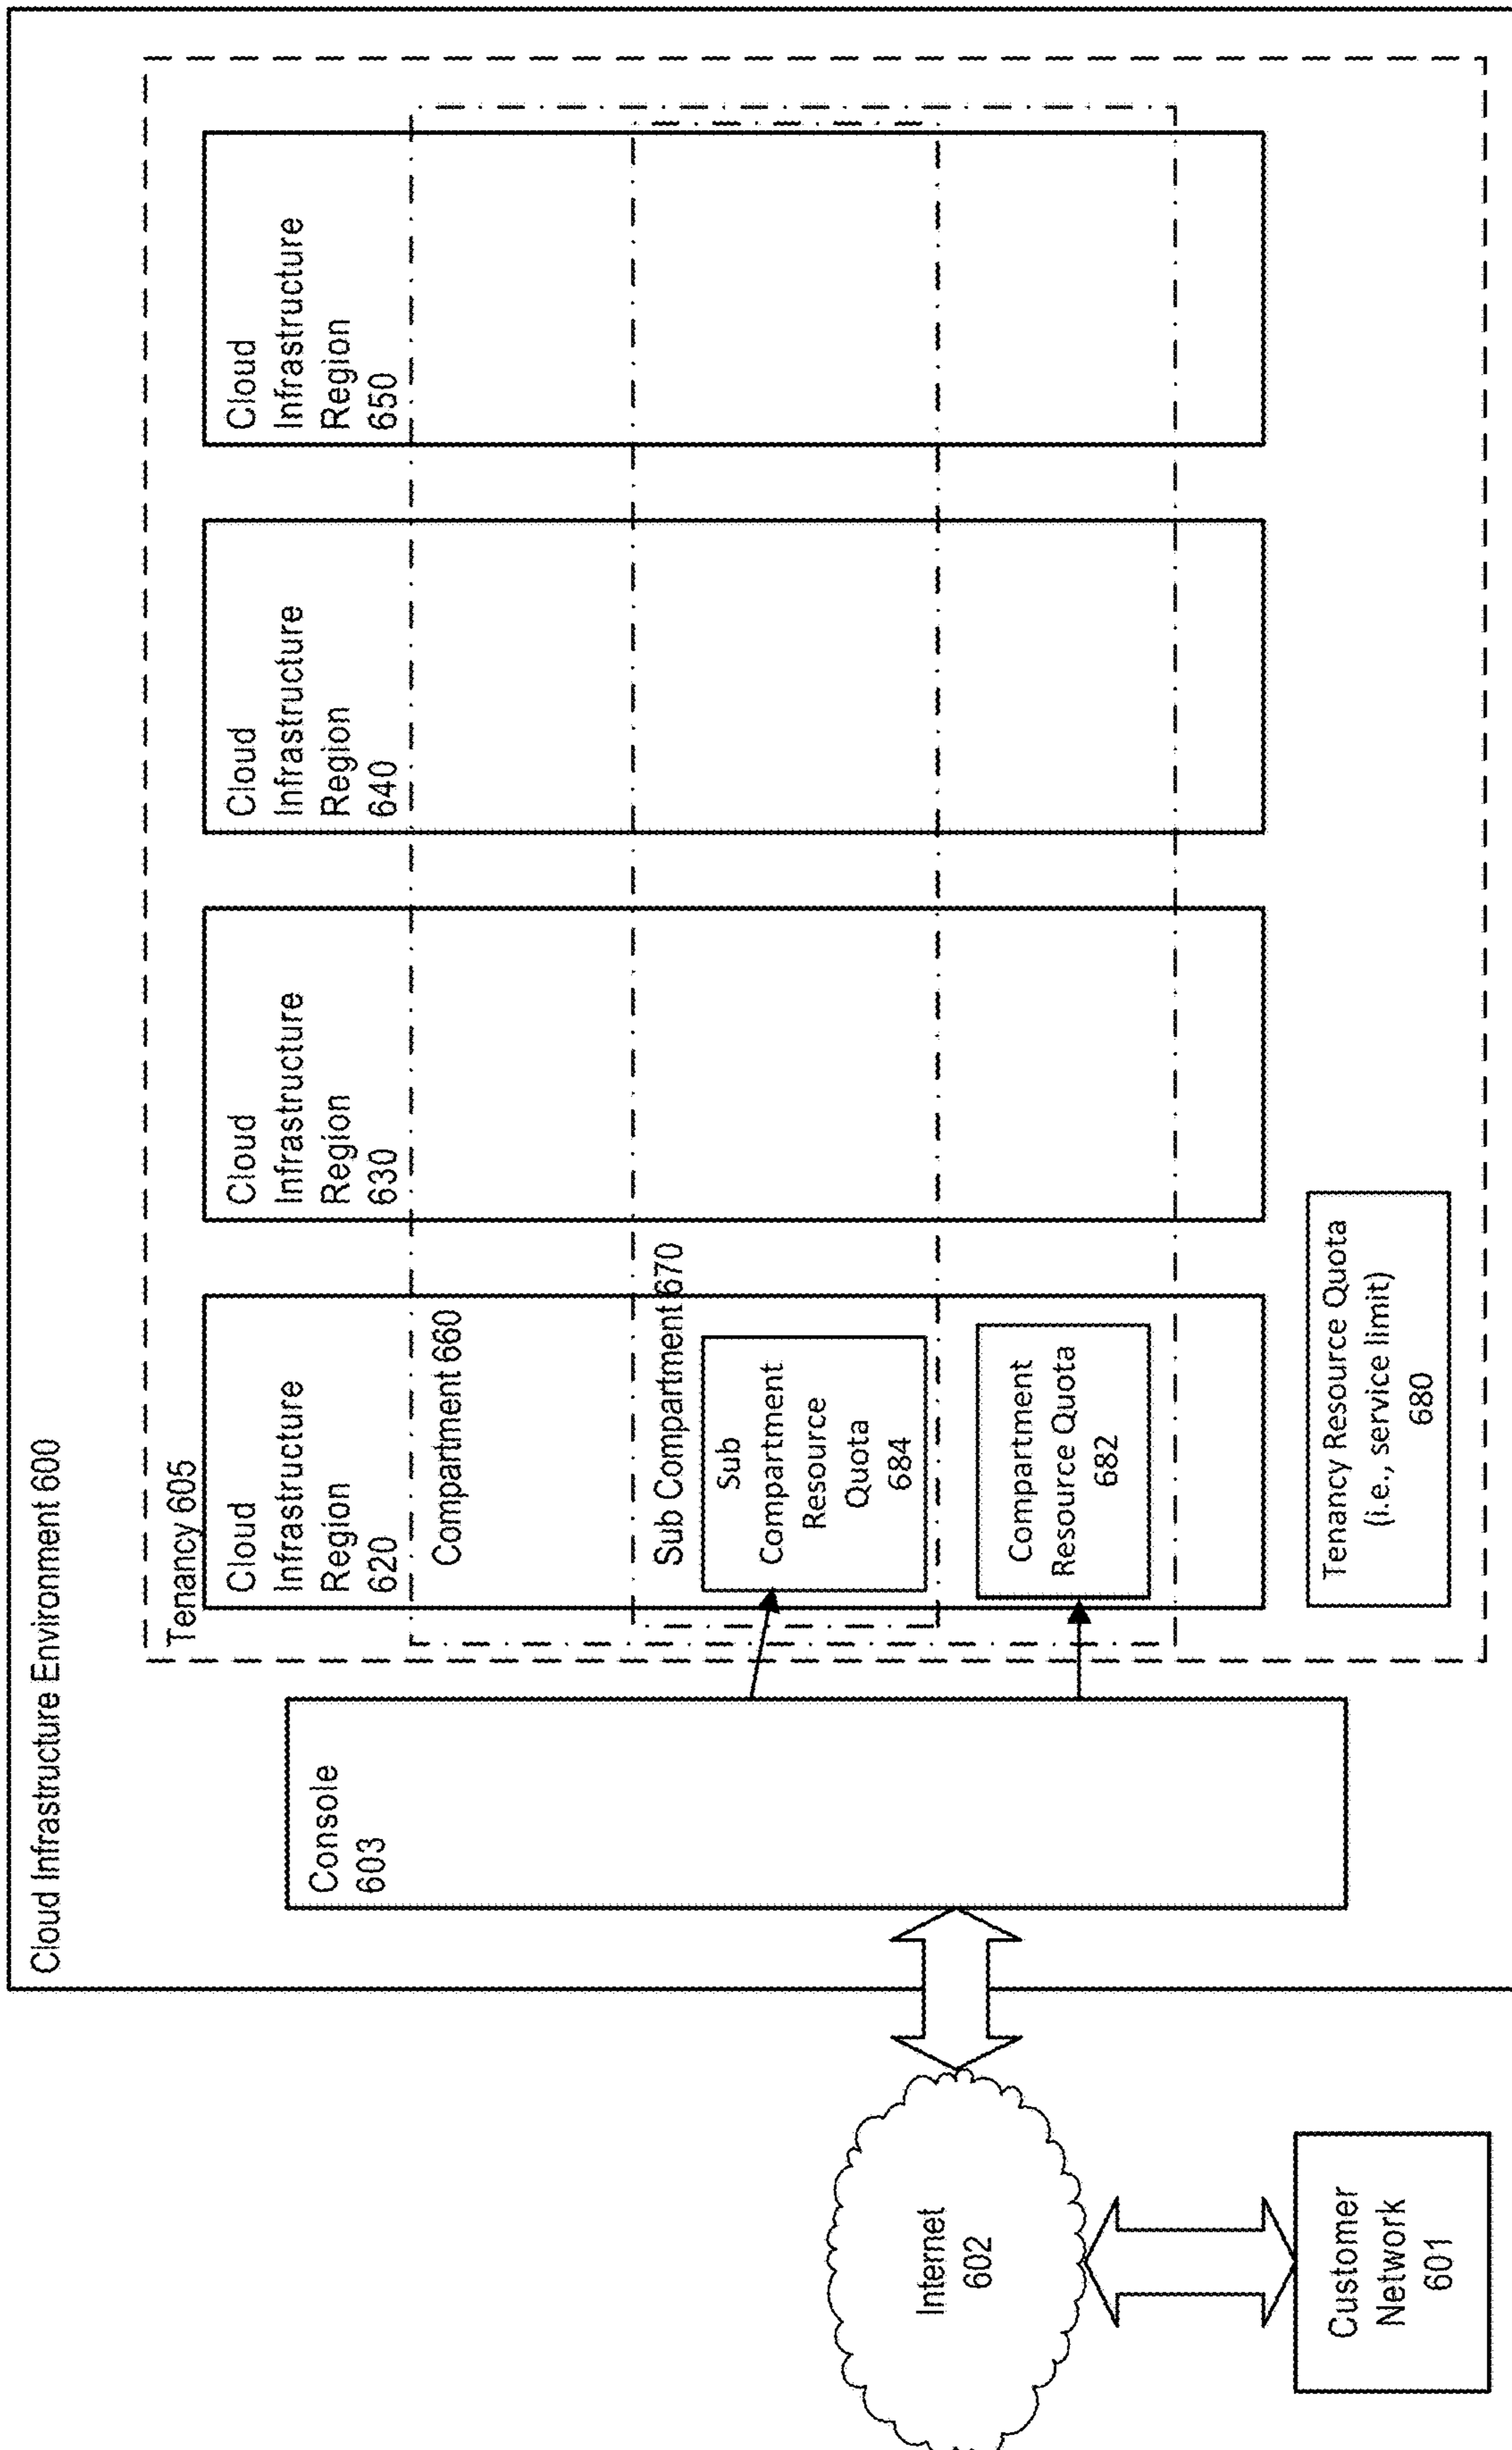 Cloud Infrastructure Environment 600
Tenancy 605
Console
603
Cloud
Infrastructure
Region
620
Cloud
Infrastructure
Region
630
Cloud
Infrastructure
Region
640
Cloud
Infrastructure
Region
650
Compartment 660
Sub Compartment 670
Sub
Compartment
Resource
Quota
684
Compartment
Resource Quota
682
Tenancy Resource Quota
(i.e., service limit)
680
Internet
602
Customer
Network
601